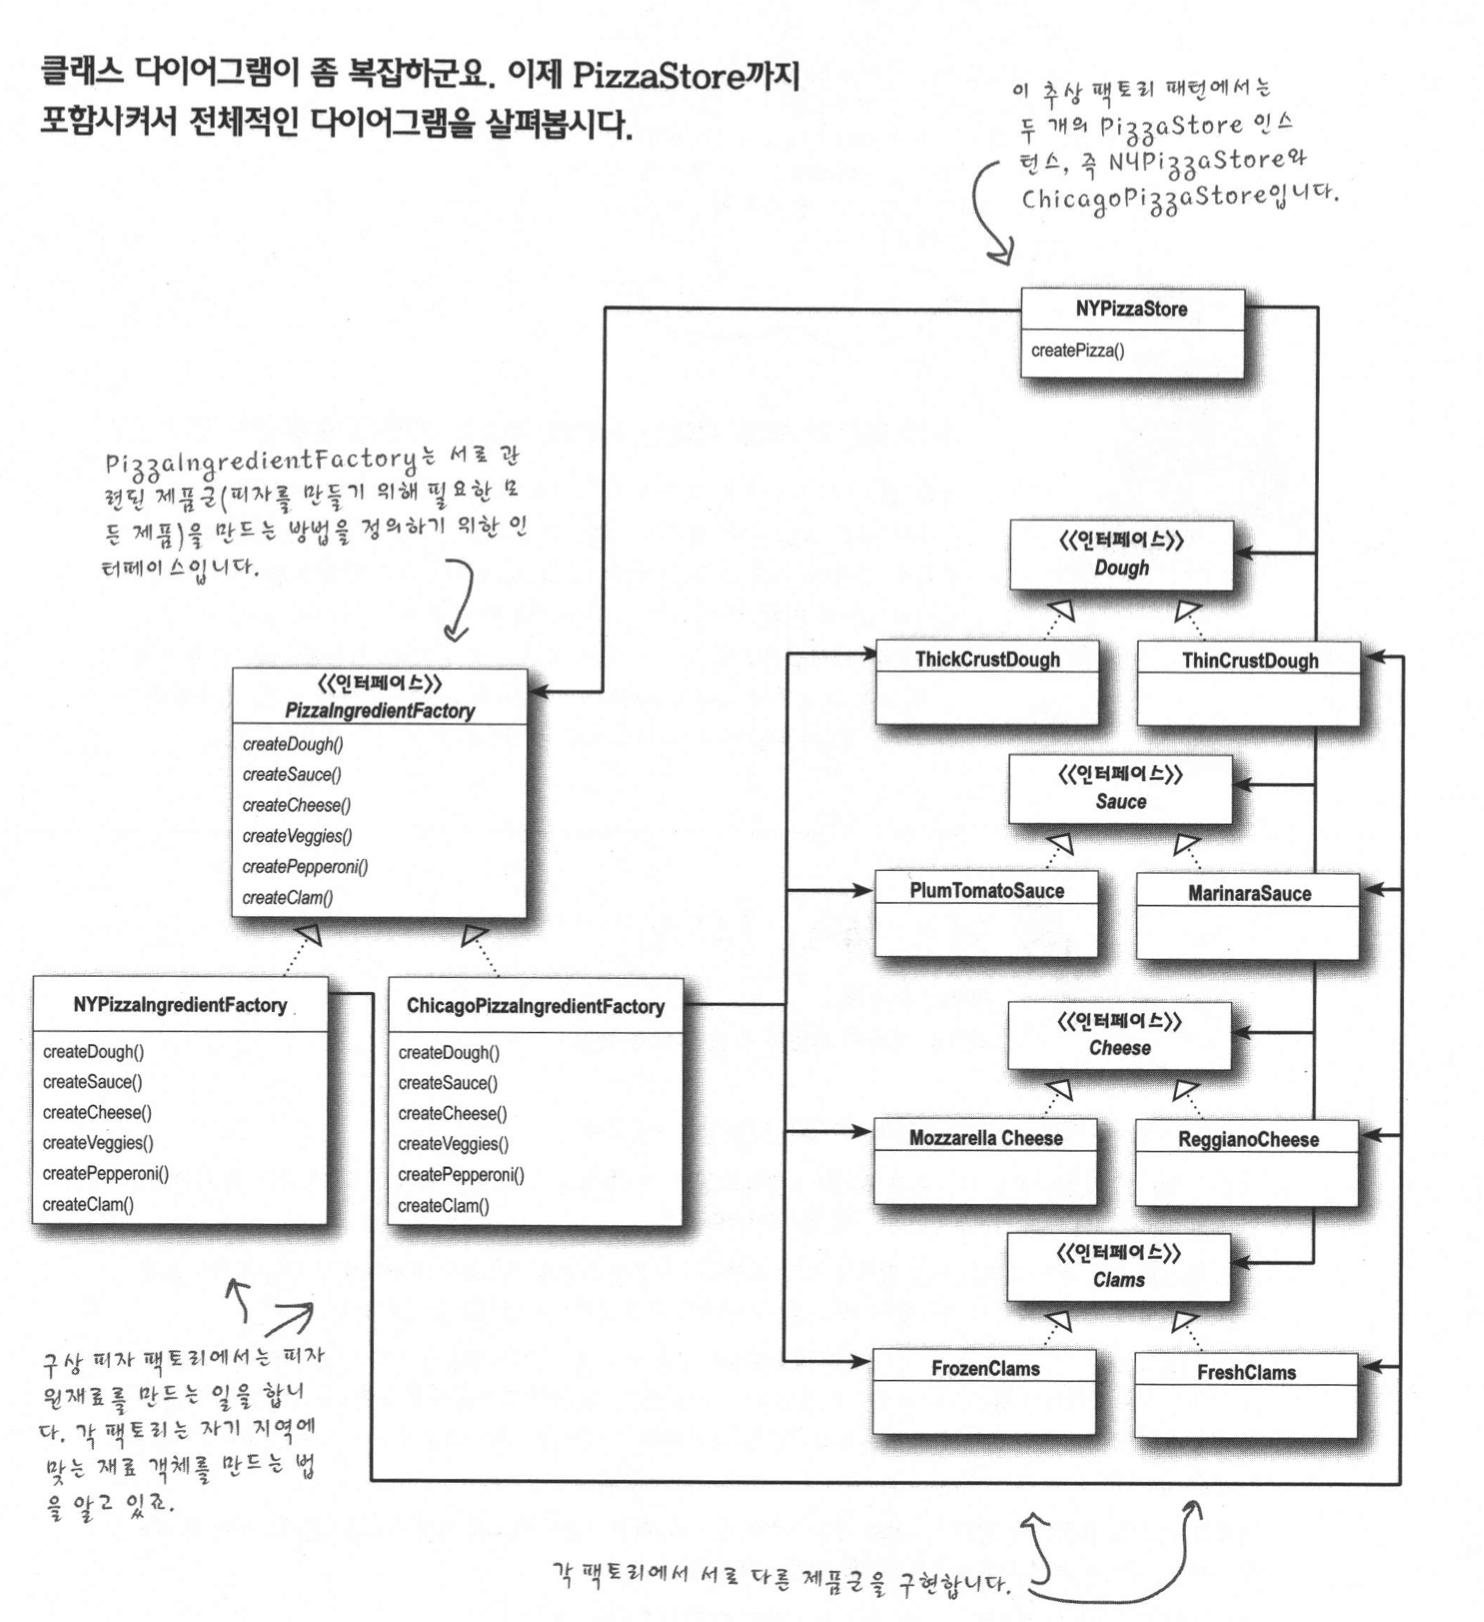 클래스 다이어그램이 좀 복잡하군요. 이제 PizzaStore까지
포함시켜서 전체적인 다이어그램을 살펴봅시다.
이 추상 팩토리 패턴에서는
두 개의 PizzaStore 인스
턴스, 즉 NYPizzaStore와
ChicagoPizzaStore입니다.
NYPizzaStore
createPizza()
PizzaIngredientFactory는 서로 관
련된 제품군(피자를 만들기 위해 필요한 모
든 제품)을 만드는 방법을 정의하기 위한 인
터페이스입니다.
<<인터페이스>>
PizzaIngredientFactory
createDough()
createSauce()
createCheese()
createVeggies()
createPepperoni()
createClam()
NYPizzaIngredientFactory
createDough()
createSauce()
createCheese()
createVeggies()
createPepperoni()
createClam()
ChicagoPizzaIngredientFactory
createDough()
createSauce()
createCheese()
createVeggies()
createPepperoni()
createClam()
<<인터페이스>>
Dough
ThickCrustDough
ThinCrustDough
<<인터페이스>>
Sauce
PlumTomatoSauce
MarinaraSauce
<<인터페이스>>
Cheese
Mozzarella Cheese
ReggianoCheese
<<인터페이스>>
Clams
FrozenClams
FreshClams
구상 피자 팩토리에서는 피자
원재료를 만드는 일을 합니
다. 각 팩토리는 자기 지역에
맞는 재료 객체를 만드는 법
을 알고 있죠.
각 팩토리에서 서로 다른 제품군을 구현합니다.